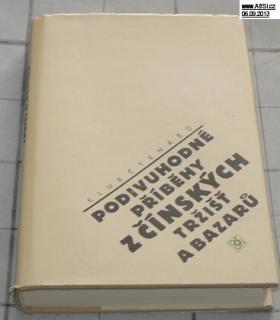 www.ABSI.cz
06.09.2013
KLUB ČTENÁŘŮ
PODIVUHODNÉ
PŘÍBĚHY
Z ČÍNSKÝCH
TRŽIŠŤ
A BAZARŮ